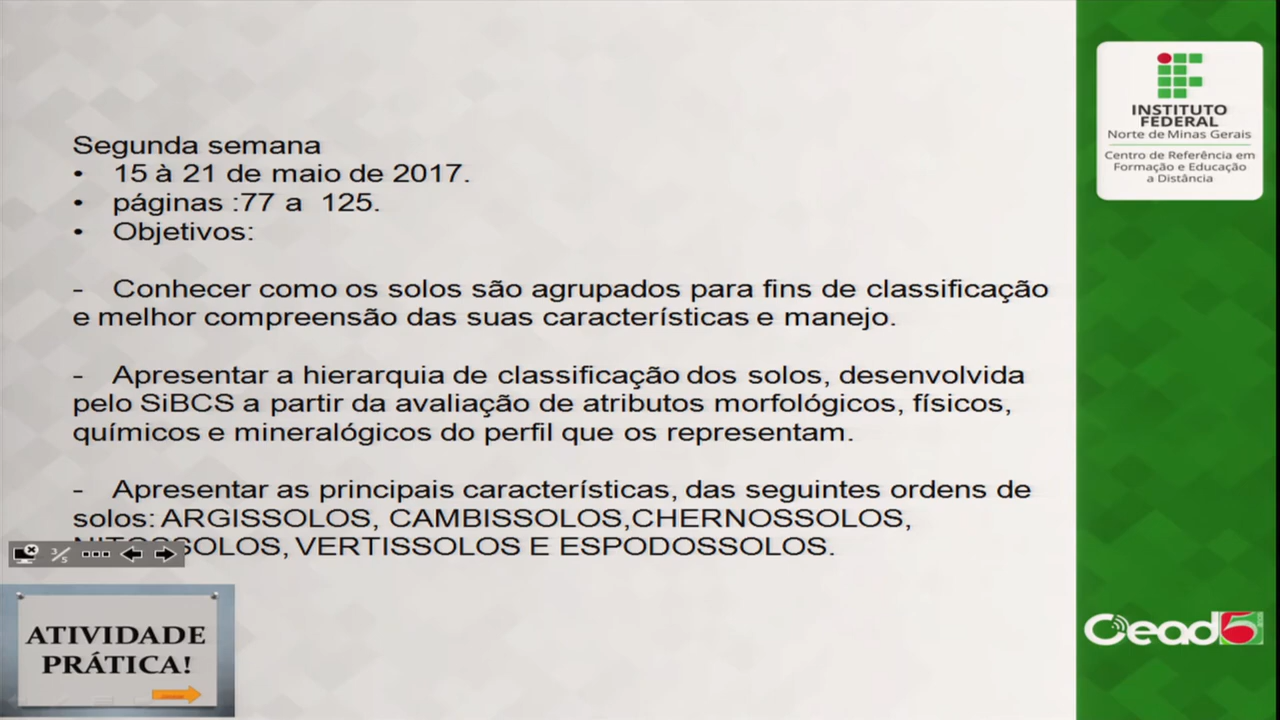 Segunda semana
• 15 à 21 de maio de 2017.
• páginas :77 a 125.
• Objetivos:
- Conhecer como os solos são agrupados para fins de classificação
e melhor compreensão das suas características e manejo.
- Apresentar a hierarquia de classificação dos solos, desenvolvida
pelo SiBCS a partir da avaliação de atributos morfológicos, físicos,
químicos e mineralógicos do perfil que os representam.
- Apresentar as principais características, das seguintes ordens de
solos: ARGISSOLOS, CAMBISSOLOS,CHERNOSSOLOS,
VERTISSOLOS E ESPODOSSOLOS.
3/5
ATIVIDADE
PRÁTICA!
INSTITUTO
FEDERAL
Norte de Minas Gerais
Centro de Referência em
Formação e Educação
a Distância
Cead5